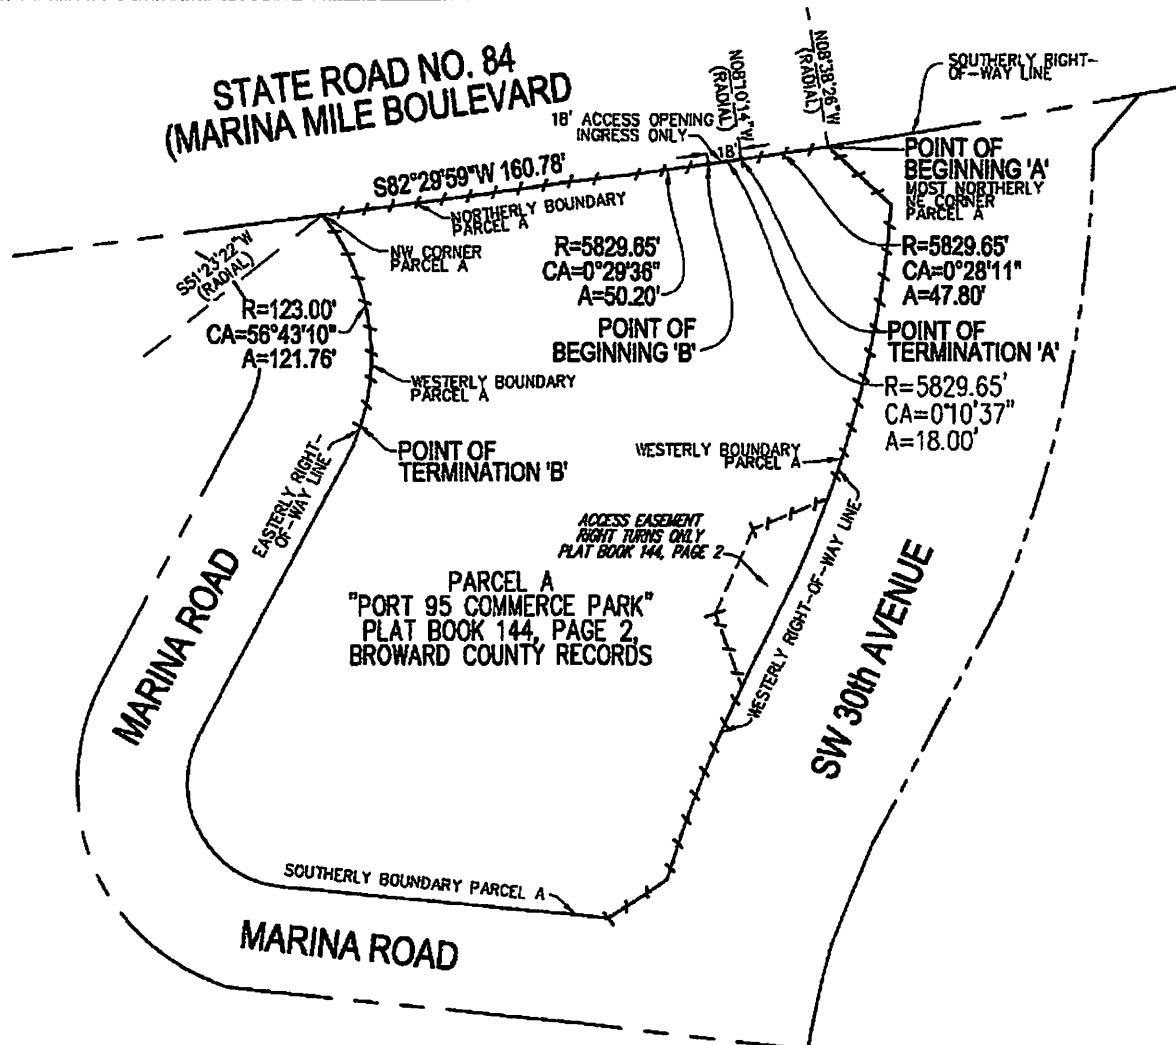 STATE ROAD NO. 84
(MARINA MILE BOULEVARD
N08°10'14"W
(RADIAL)
N08°38'26"W
(RADIAL)
SOUTHERLY RIGHT-
OF-WAY LINE
18' ACCESS OPENING
INGRESS ONLY
18'
POINT OF
BEGINNING 'A'
MOST NORTHERLY
NE CORNER
PARCEL A
S82°29'59"W 160.78'
NORTHERLY BOUNDARY
PARCEL A
NW CORNER
PARCEL A
S51°23'22"W
(RADIAL)
R=123.00'
CA=56°43'10"
A=121.76'
R=5829.65'
CA=0°29'36"
A=50.20'
POINT OF
BEGINNING 'B'
R=5829.65'
CA=0°28'11"
A=47.80'
POINT OF
TERMINATION 'A'
R=5829.65'
CA=0°10'37"
A=18.00'
WESTERLY BOUNDARY
PARCEL A
POINT OF
TERMINATION 'B'
EASTERLY RIGHT-
OF-WAY LINE
WESTERLY BOUNDARY
PARCEL A
ACCESS EASEMENT
RIGHT TURNS ONLY
PLAT BOOK 144, PAGE 2
WESTERLY RIGHT-OF-WAY LINE
PARCEL A
"PORT 95 COMMERCE PARK"
PLAT BOOK 144, PAGE 2,
BROWARD COUNTY RECORDS
MARINA ROAD
SW 30th AVENUE
SOUTHERLY BOUNDARY PARCEL A
MARINA ROAD